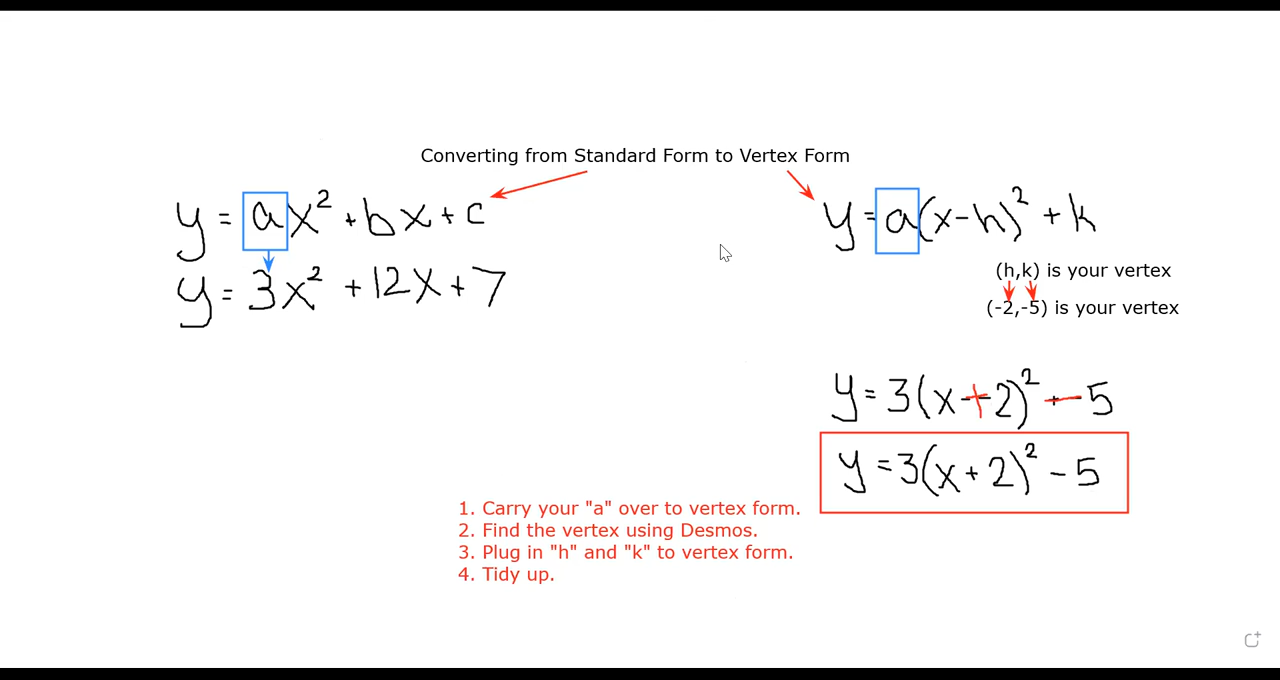 Converting from Standard Form to Vertex Form
y = ax² + bx + c
y = 3x² + 12x + 7
y = a(x-h)² + k
(h,k) is your vertex
(-2,-5) is your vertex
y = 3(x+2)² - 5
y = 3(x+2)² - 5
1. Carry your "a" over to vertex form.
2. Find the vertex using Desmos.
3. Plug in "h" and "k" to vertex form.
4. Tidy up.